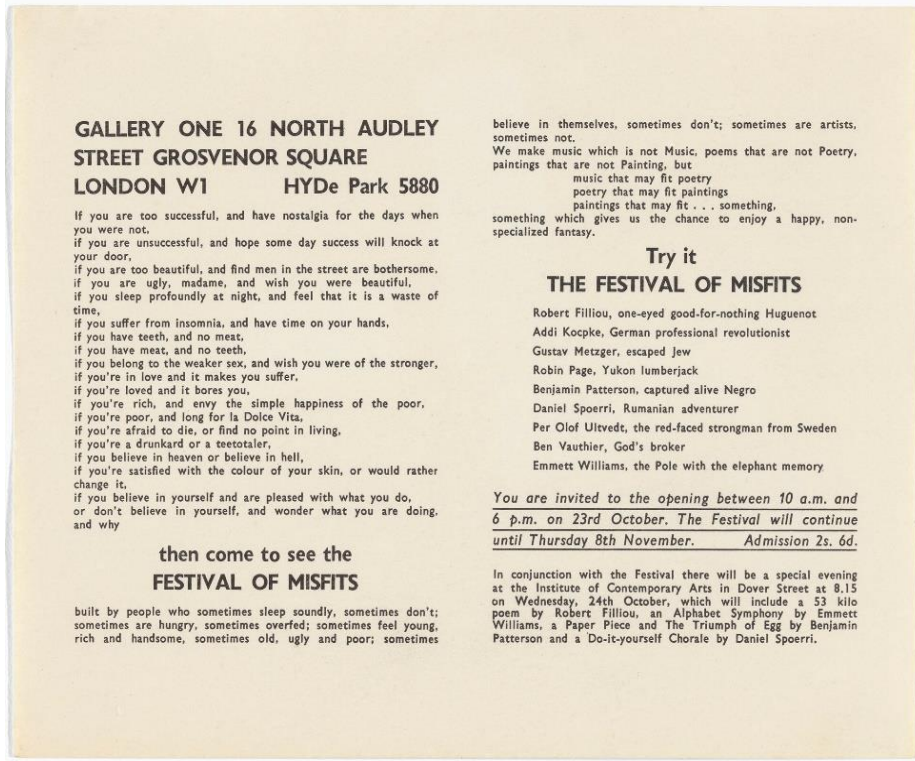 GALLERY ONE 16 NORTH AUDLEY
STREET GROSVENOR SQUARE
LONDON W1 HYDe Park 5880
If you are too successful, and have nostalgia for the days when
you were not,
if you are unsuccessful, and hope some day success will knock at
your door,
if you are too beautiful, and find men in the street are bothersome,
if you are ugly, madame, and wish you were beautiful,
if you sleep profoundly at night, and feel that it is a waste of
time,
if you suffer from insomnia, and have time on your hands,
if you have teeth, and no meat,
if you have meat, and no teeth,
if you belong to the weaker sex, and wish you were of the stronger,
if you're in love and it makes you suffer,
if you're loved and it bores you,
if you're rich, and envy the simple happiness of the poor,
if you're poor, and long for la Dolce Vita,
if you're afraid to die, or find no point in living,
if you're a drunkard or a teetotaler,
if you believe in heaven or believe in hell,
if you're satisfied with the colour of your skin, or would rather
change it,
if you believe in yourself and are pleased with what you do,
or don't believe in yourself, and wonder what you are doing,
and why
then come to see the
FESTIVAL OF MISFITS
built by people who sometimes sleep soundly, sometimes don't;
sometimes are hungry, sometimes overfed; sometimes feel young,
rich and handsome, sometimes old, ugly and poor; sometimes
believe in themselves, sometimes don't; sometimes are artists,
sometimes not.
We make music which is not Music, poems that are not Poetry,
paintings that are not Painting, but
music that may fit poetry
poetry that may fit paintings
paintings that may fit . . . something,
something which gives us the chance to enjoy a happy, non-
specialized fantasy.
Try it
THE FESTIVAL OF MISFITS
Robert Filliou, one-eyed good-for-nothing Huguenot
Addi Kocpke, German professional revolutionist
Gustav Metzger, escaped Jew
Robin Page, Yukon lumberjack
Benjamin Patterson, captured alive Negro
Daniel Spoerri, Rumanian adventurer
Per Olof Ultvedt, the red-faced strongman from Sweden
Ben Vauthier, God's broker
Emmett Williams, the Pole with the elephant memory
You are invited to the opening between 10 a.m. and
6 p.m. on 23rd October. The Festival will continue
until Thursday 8th November. Admission 2s. 6d.
In conjunction with the Festival there will be a special evening
at the Institute of Contemporary Arts in Dover Street at 8.15
on Wednesday, 24th October, which will include a 53 kilo
poem by Robert Filliou, an Alphabet Symphony by Emmett
Williams, a Paper Piece and The Triumph of Egg by Benjamin
Patterson and a Do-it-yourself Chorale by Daniel Spoerri.